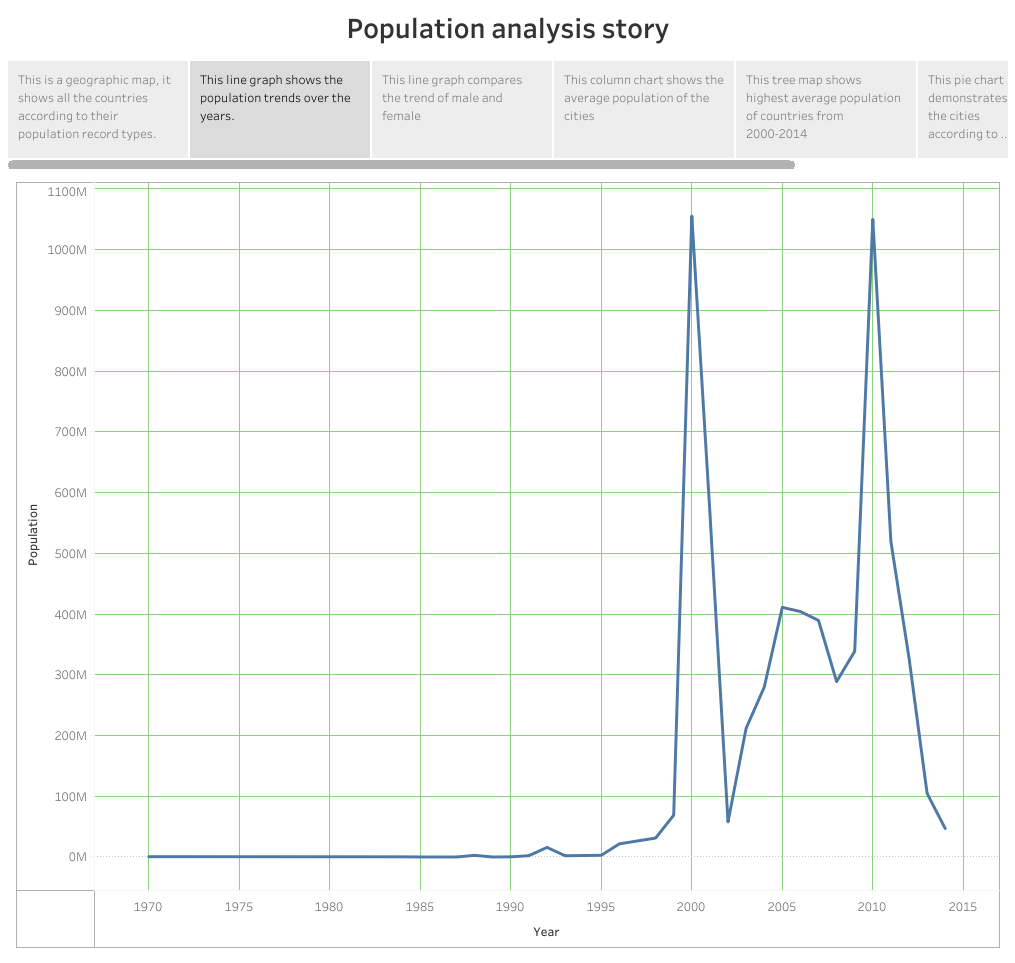 Population analysis story
This is a geographic map, it
shows all the countries
according to their
population record types.
This line graph shows the
population trends over the
years.
This line graph compares
the trend of male and
female
This column chart shows the
average population of the
cities
This tree map shows
highest average population
of countries from
2000-2014
This pie chart
demonstrates
the cities
according to ..
1100M
1000M
900M
800M
700M
600M
500M
400M
300M
200M
100M
0M
Population
1970 1975 1980 1985 1990 1995 2000 2005 2010 2015
Year